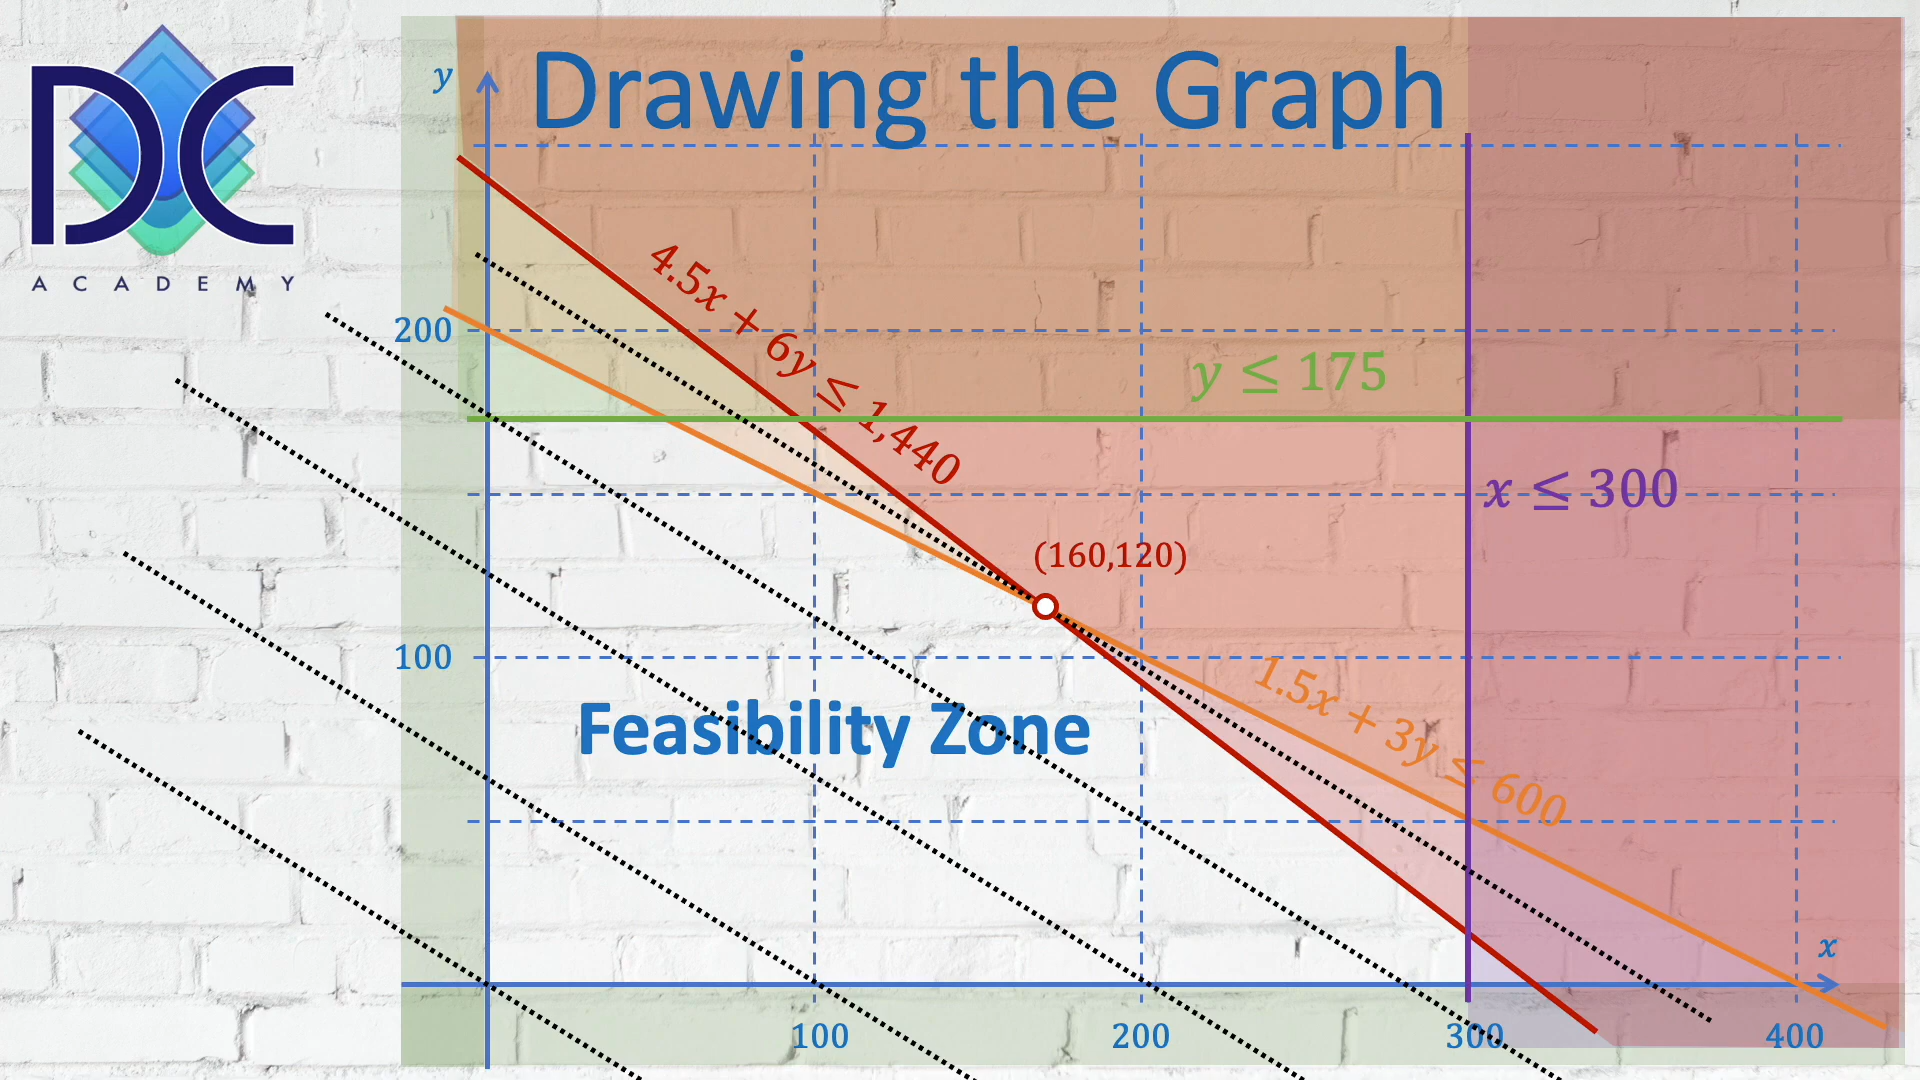 DC
ACADEMY
Drawing the Graph
y
4.5x + 6y ≤ 1,440
200
y ≤ 175
x ≤ 300
(160,120)
100
1.5x + 3y ≤ 600
Feasibility Zone
x
100 200 300 400